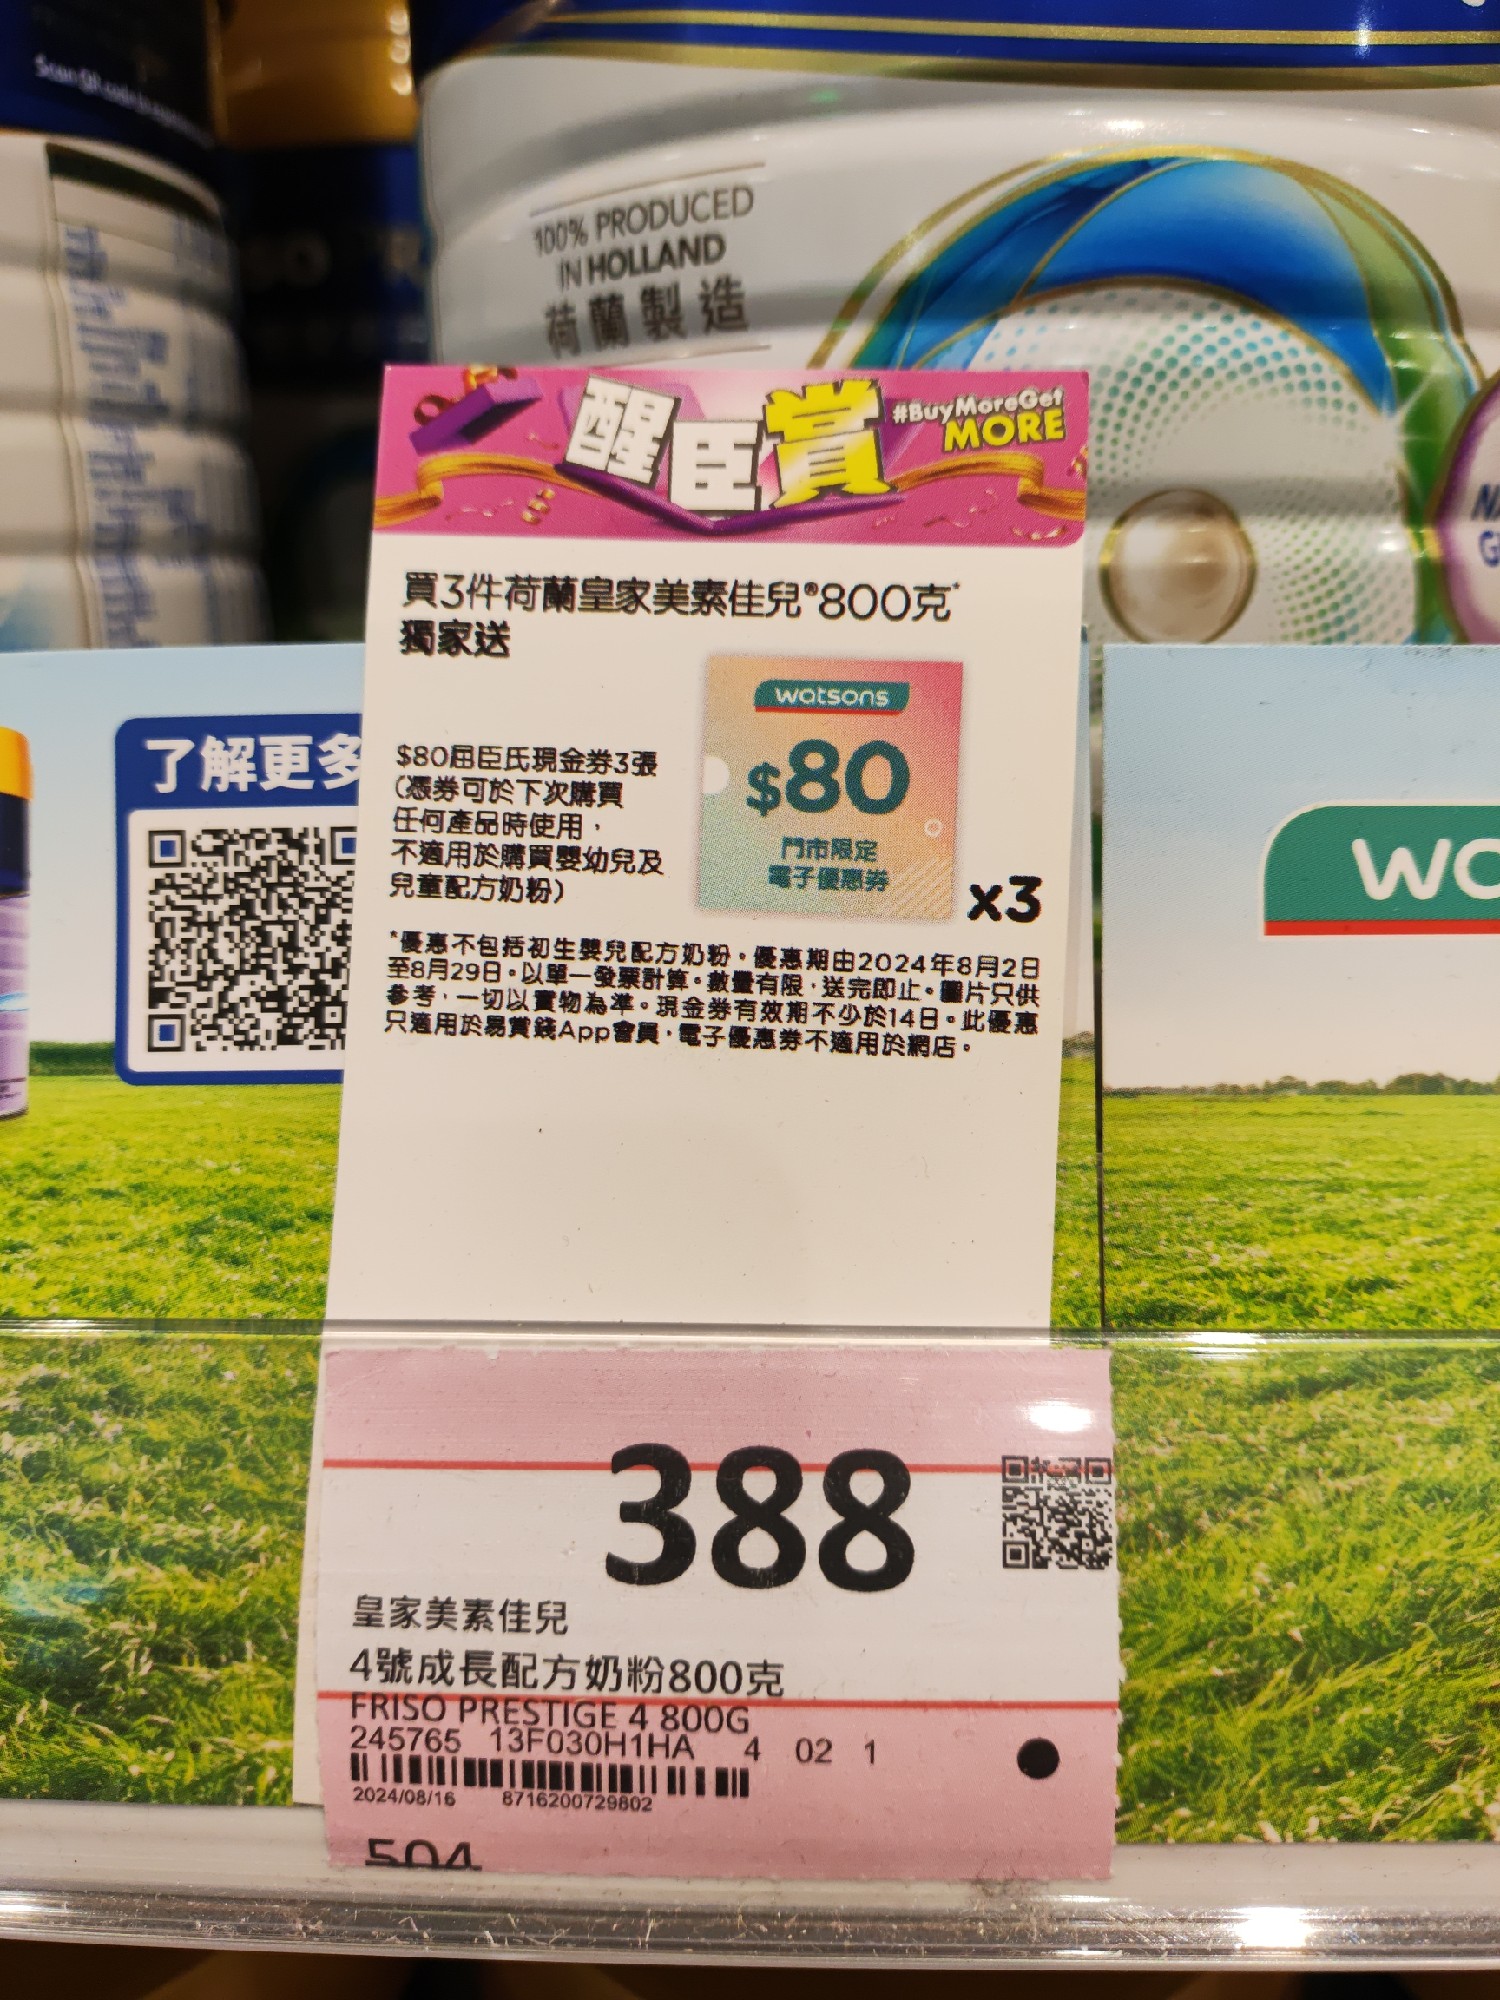 Scan QR code
100% PRODUCED
IN HOLLAND
荷蘭製造
醒臣賞
#BuyMoreGet
MORE
買3件荷蘭皇家美素佳兒®800克*
獨家送
$80屈臣氏現金券3張
(憑券可於下次購買
任何產品時使用，
不適用於購買嬰幼兒及
兒童配方奶粉)
watsons
$80
門市限定
電子優惠券
x3
*優惠不包括初生嬰兒配方奶粉。優惠期由2024年8月2日
至8月29日。以單一發票計算。數量有限，送完即止。圖片只供
參考，一切以實物為準。現金券有效期不少於14日。此優惠
只適用於易賞錢App會員，電子優惠券不適用於網店。
了解更多
388
皇家美素佳兒
4號成長配方奶粉800克
FRISO PRESTIGE 4 800G
245765 13F030H1HA 4 02 1
2024/08/16 8716200729802
504